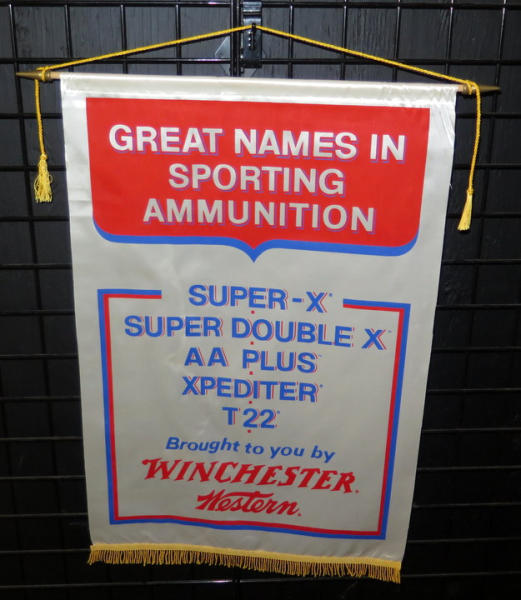 GREAT NAMES IN
SPORTING
AMMUNITION
SUPER-X
SUPER DOUBLE X
AA PLUS
XPEDITER
T22
Brought to you by
WINCHESTER
Western